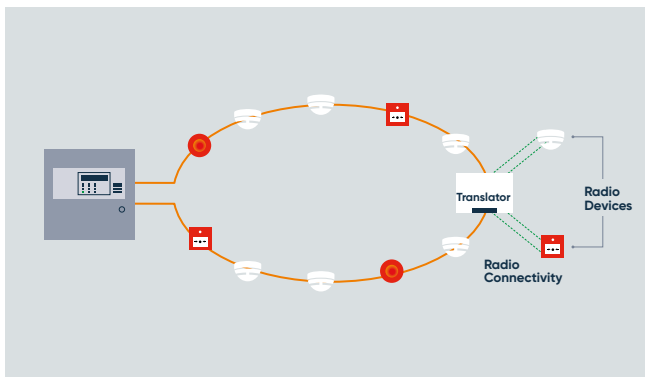 Translator
Radio
Devices
Radio
Connectivity